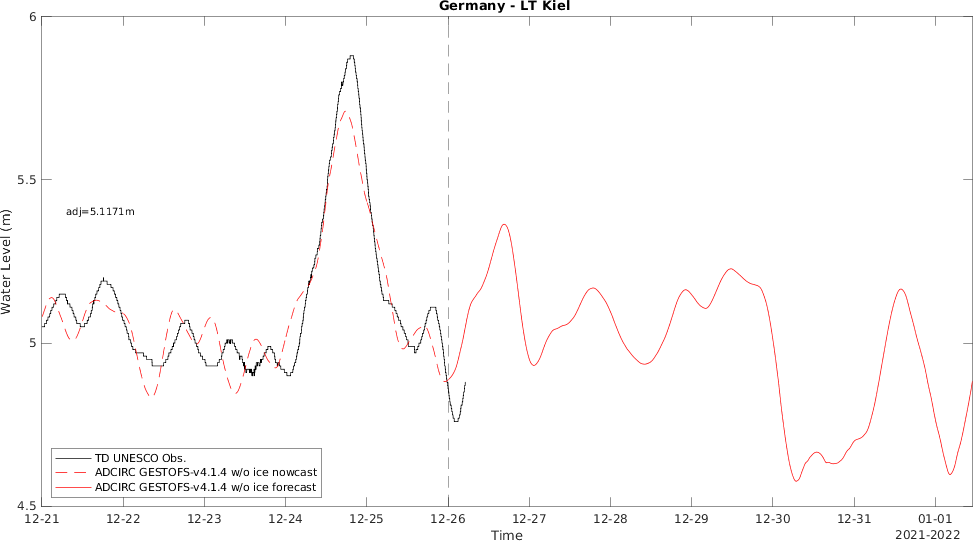 Germany - LT Kiel
6
5.5
5
4.5
Water Level (m)
adj=5.1171m
TD UNESCO Obs.
ADCIRC GESTOFS-v4.1.4 w/o ice nowcast
ADCIRC GESTOFS-v4.1.4 w/o ice forecast
12-21 12-22 12-23 12-24 12-25 12-26 12-27 12-28 12-29 12-30 12-31 01-01
Time
2021-2022